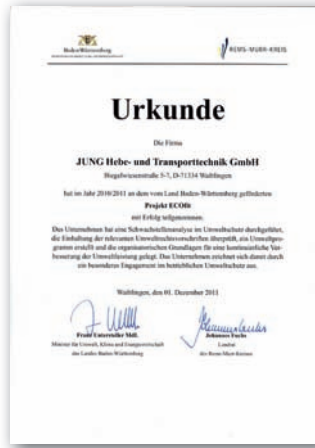 Baden-Württemberg
REMS-MURR-KREIS
Urkunde
Die Firma
JUNG Hebe- und Transporttechnik GmbH
Biegelwiesenstraße 5-7, D-71334 Waiblingen
hat im Jahr 2010/2011 an dem vom Land Baden-Württemberg geförderten
Projekt ECOfit
mit Erfolg teilgenommen.
Das Unternehmen hat eine Schwachstellenanalyse im Umweltschutz durchgeführt,
die Einhaltung der relevanten Umweltrechtsvorschriften überprüft, ein Umweltpro-
gramm erstellt und die organisatorischen Grundlagen für eine kontinuierliche Ver-
besserung der Umweltleistung gelegt. Das Unternehmen zeichnet sich damit durch
ein besonderes Engagement im betrieblichen Umweltschutz aus.
Waiblingen, den 01. Dezember 2011
Franz Untersteller MdL
Minister für Umwelt, Klima und Energiewirtschaft
des Landes Baden-Württemberg
Johannes Fuchs
Landrat
des Rems-Murr-Kreises